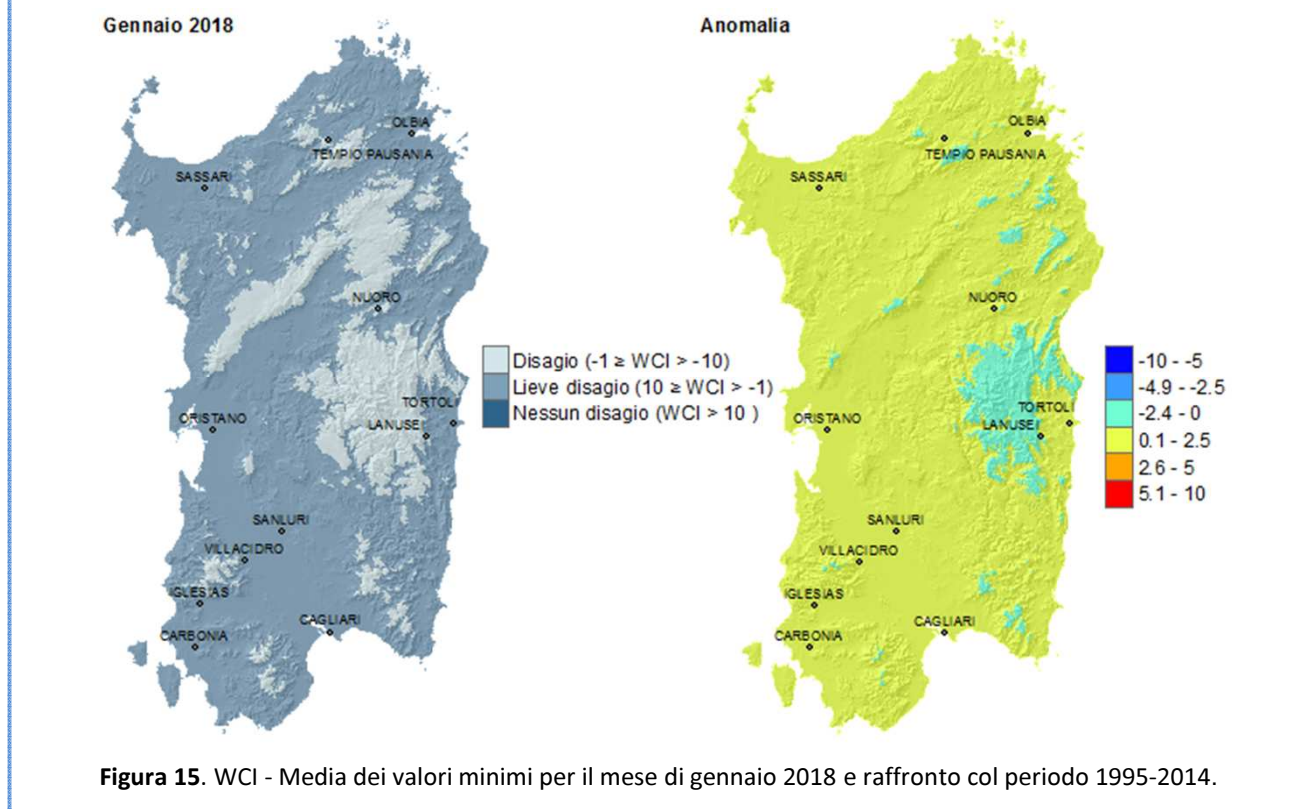 Gennaio 2018
OLBIA
TEMPIO PAUSANIA
SASSARI
NUORO
TORTOLI
ORISTANO
LANUSEI
SANLURI
VILLACIDRO
IGLESIAS
CAGLIARI
CARBONIA
Disagio (-1 ≥ WCI > -10)
Lieve disagio (10 ≥ WCI > -1)
Nessun disagio (WCI > 10 )
Anomalia
OLBIA
TEMPIO PAUSANIA
SASSARI
NUORO
TORTOLI
ORISTANO
LANUSEI
SANLURI
VILLACIDRO
IGLESIAS
CAGLIARI
CARBONIA
-10 - -5
-4.9 - -2.5
-2.4 - 0
0.1 - 2.5
2.6 - 5
5.1 - 10
Figura 15. WCI - Media dei valori minimi per il mese di gennaio 2018 e raffronto col periodo 1995-2014.